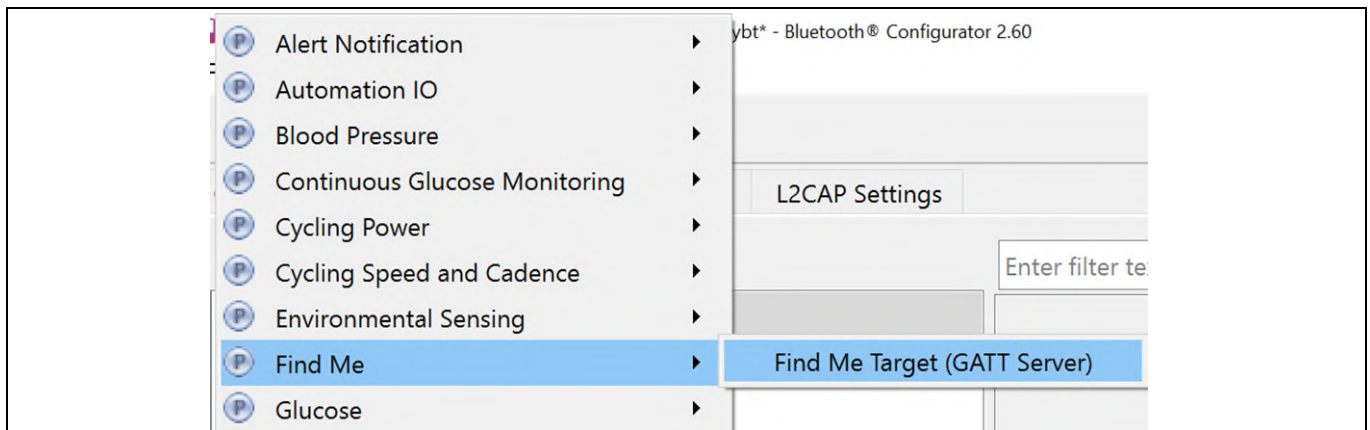 ybt* - Bluetooth® Configurator 2.60
P Alert Notification
P Automation IO
P Blood Pressure
P Continuous Glucose Monitoring
L2CAP Settings
P Cycling Power
P Cycling Speed and Cadence
Enter filter te
P Environmental Sensing
P Find Me
Find Me Target (GATT Server)
P Glucose